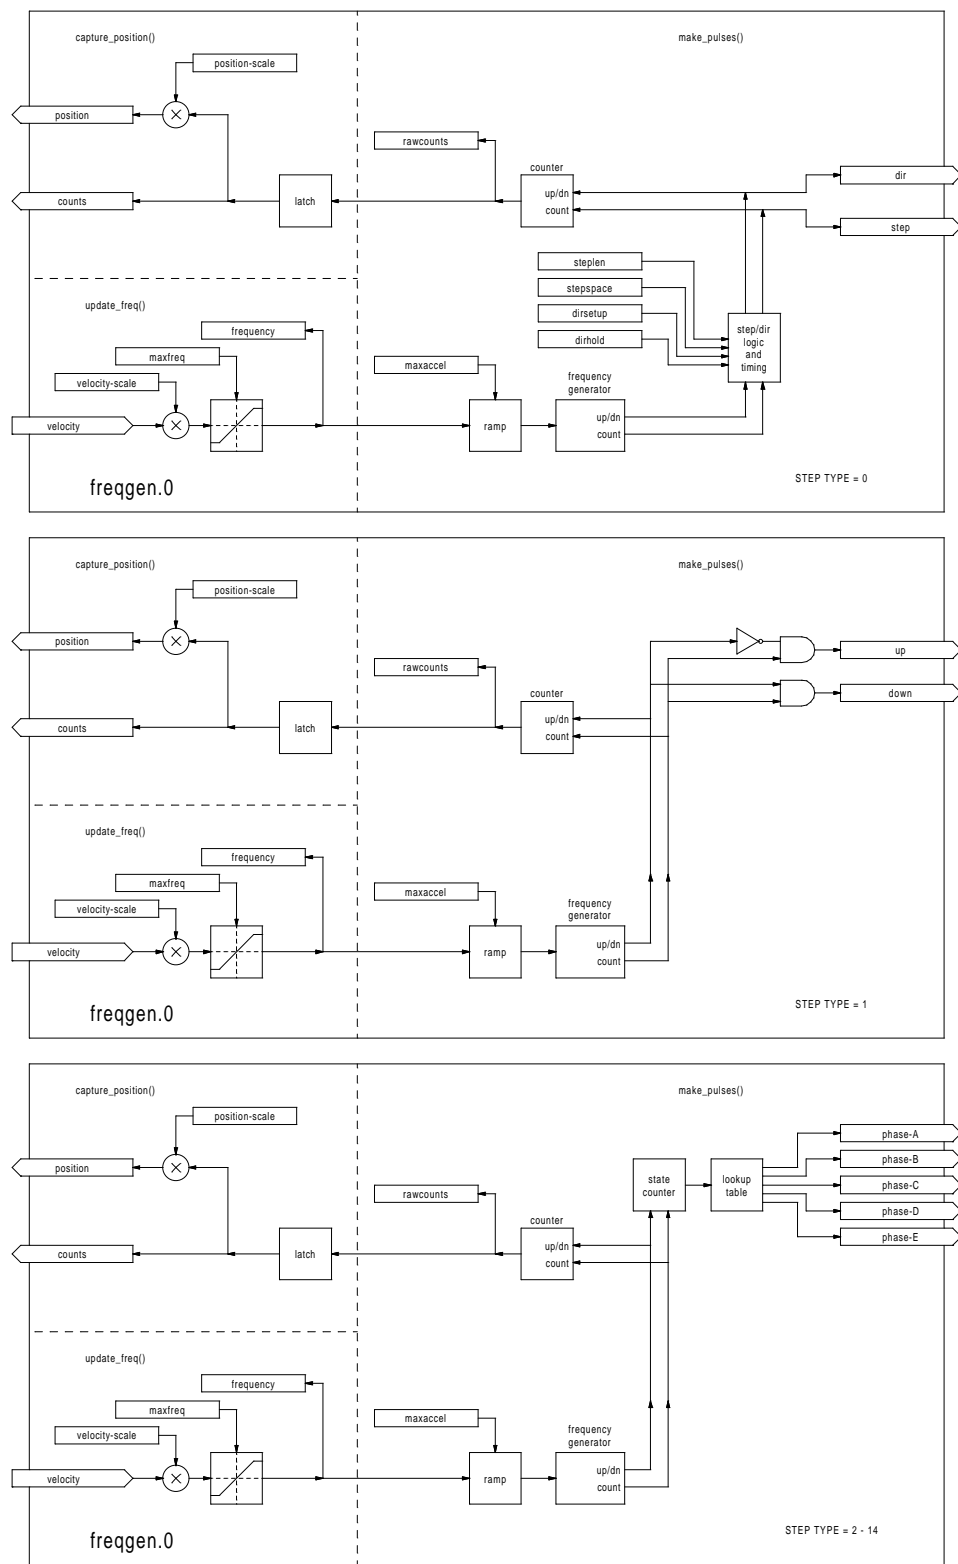 capture_position()
make_pulses()
position-scale
position
rawcounts
counter
up/dn
count
latch
counts
dir
step
steplen
stepspace
dirsetup
dirhold
step/dir
logic
and
timing
update_freq()
frequency
maxfreq
maxaccel
velocity-scale
velocity
ramp
frequency
generator
up/dn
count
freqgen.0
STEP TYPE = 0
capture_position()
make_pulses()
position-scale
position
rawcounts
counter
up/dn
count
latch
counts
up
down
update_freq()
frequency
maxfreq
maxaccel
velocity-scale
velocity
ramp
frequency
generator
up/dn
count
freqgen.0
STEP TYPE = 1
capture_position()
make_pulses()
position-scale
position
rawcounts
counter
up/dn
count
latch
counts
state
counter
lookup
table
phase-A
phase-B
phase-C
phase-D
phase-E
update_freq()
frequency
maxfreq
maxaccel
velocity-scale
velocity
ramp
frequency
generator
up/dn
count
freqgen.0
STEP TYPE = 2 - 14